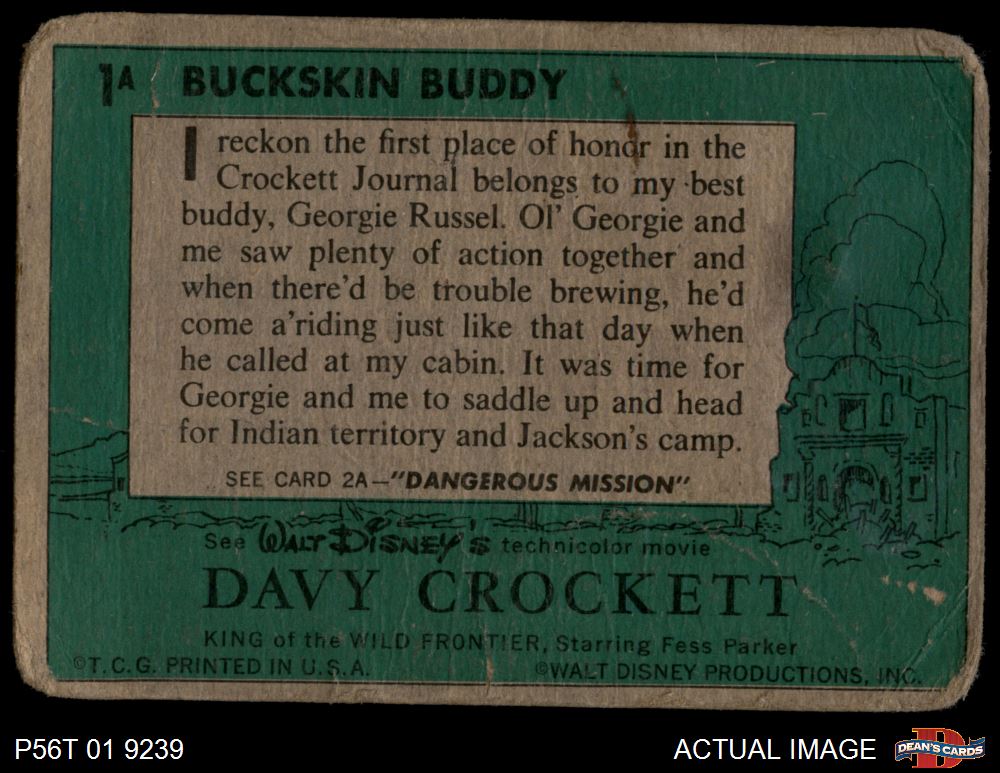 1A BUCKSKIN BUDDY
I reckon the first place of honor in the
Crockett Journal belongs to my best
buddy, Georgie Russel. Ol' Georgie and
me saw plenty of action together and
when there'd be trouble brewing, he'd
come a'riding just like that day when
he called at my cabin. It was time for
Georgie and me to saddle up and head
for Indian territory and Jackson's camp.
SEE CARD 2A—"DANGEROUS MISSION"
See WALT DISNEY'S technicolor movie
DAVY CROCKETT
KING of the WILD FRONTIER, Starring Fess Parker
©T.C.G. PRINTED IN U.S.A. ©WALT DISNEY PRODUCTIONS, INC.
P56T 01 9239 ACTUAL IMAGE D DEAN'S CARDS